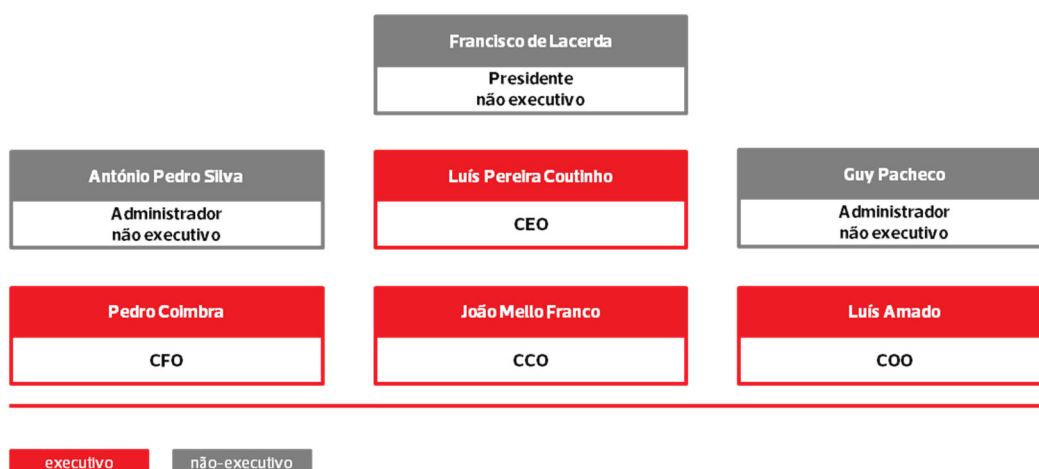 Francisco de Lacerda
Presidente
não executivo
António Pedro Silva
Administrador
não executivo
Luís Pereira Coutinho
CEO
Guy Pacheco
Administrador
não executivo
Pedro Coimbra
CFO
João Mello Franco
CCO
Luís Amado
COO
executivo
não-executivo